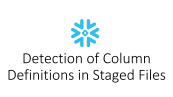 Detection of Column
Definitions in Staged Files